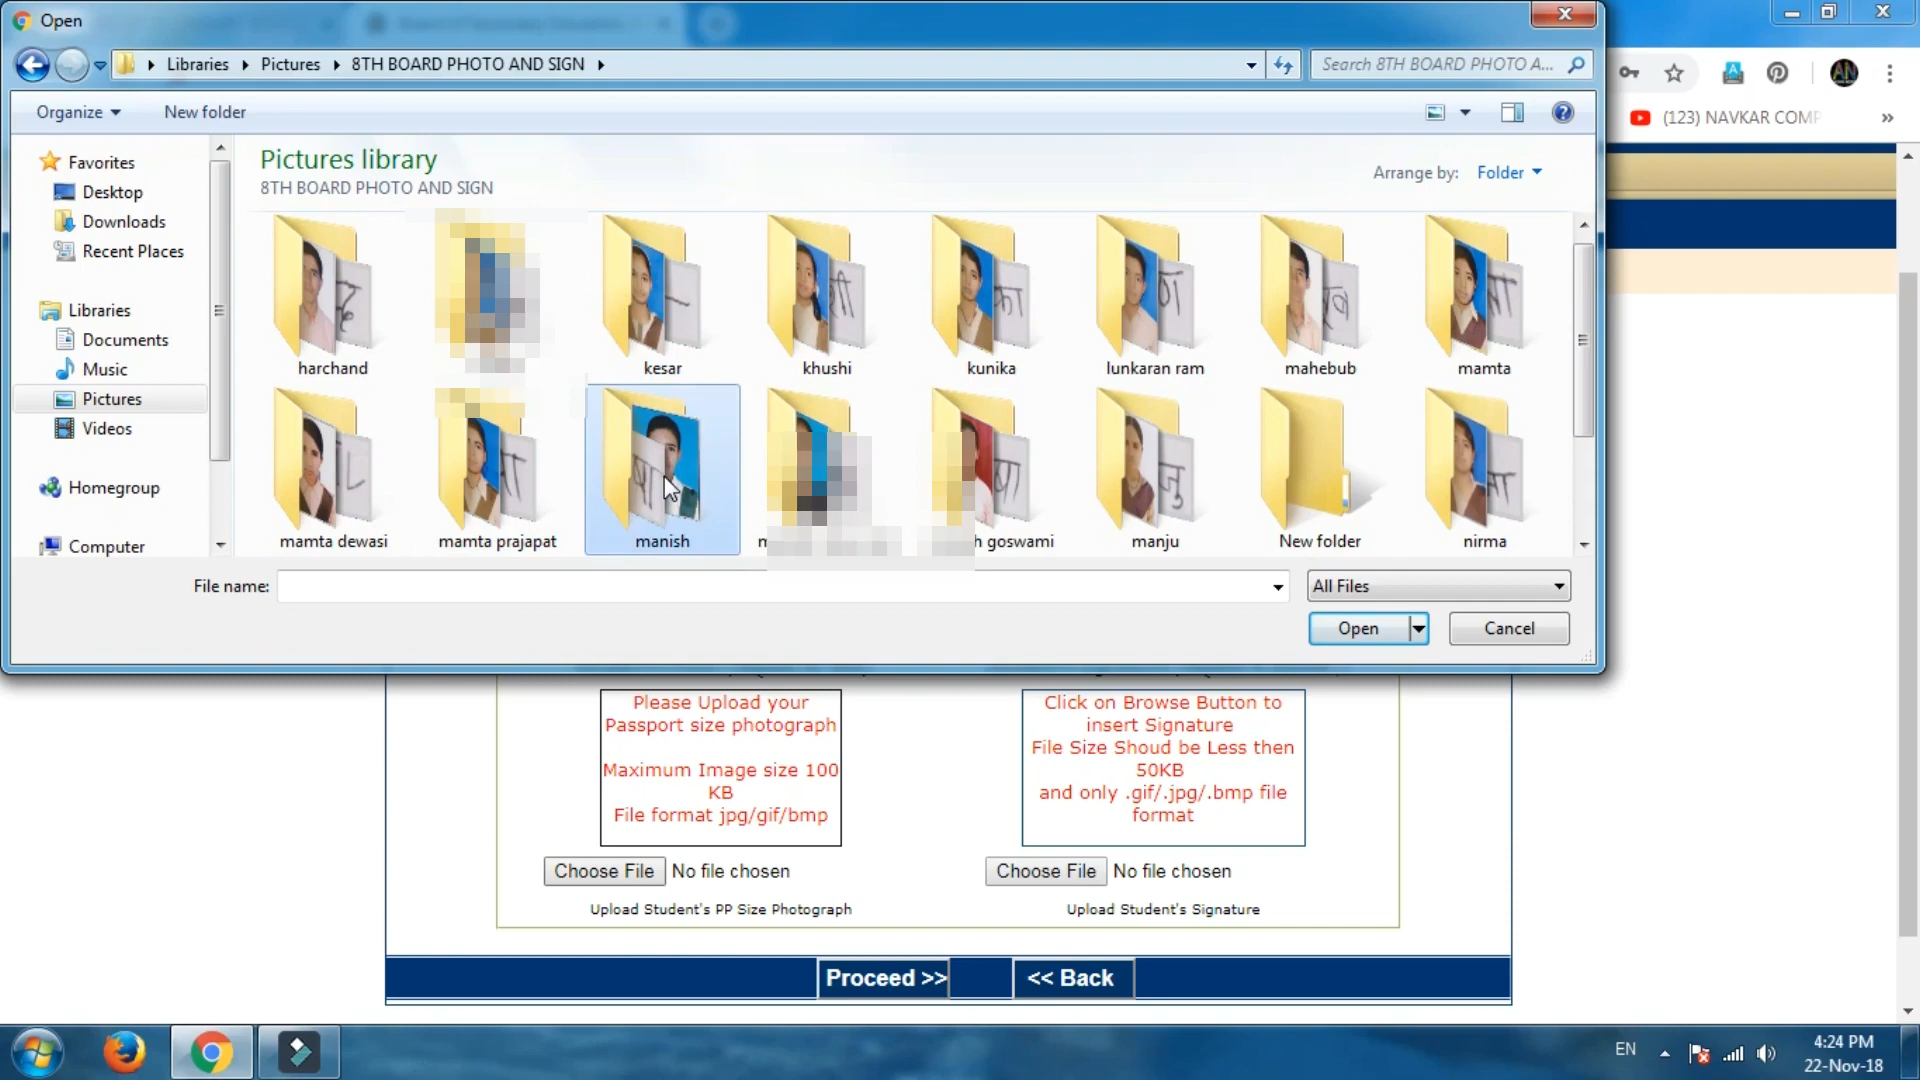 Open
Libraries
Pictures
8TH BOARD PHOTO AND SIGN
Search 8TH BOARD PHOTO A...
Organize
New folder
(123) NAVKAR COMP
Favorites
Desktop
Downloads
Recent Places
Libraries
Documents
Music
Pictures
Videos
Homegroup
Computer
Pictures library
8TH BOARD PHOTO AND SIGN
Arrange by:
Folder
harchand
kesar
khushi
kunika
lunkaran ram
mahebub
mamta
mamta dewasi
mamta prajapat
manish
h goswami
manju
New folder
nirma
File name:
All Files
Open
Cancel
Please Upload your
Passport size photograph
Maximum Image size 100
KB
File format jpg/gif/bmp
Click on Browse Button to
insert Signature
File Size Shoud be Less then
50KB
and only .gif/.jpg/.bmp file
format
Choose File
No file chosen
Choose File
No file chosen
Upload Student's PP Size Photograph
Upload Student's Signature
Proceed >>
<< Back
EN
4:24 PM
22-Nov-18